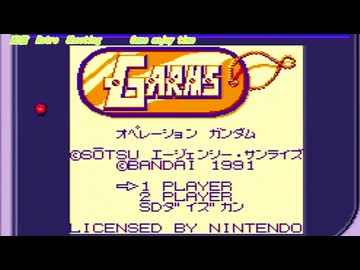 Retro Shooting Game enjoy time
GARMS
オペレーション ガンダム
©SŌTSU エージェンシー・サンライズ
©BANDAI 1991
⇨1 PLAYER
2 PLAYER
SDダイズカン
LICENSED BY NINTENDO